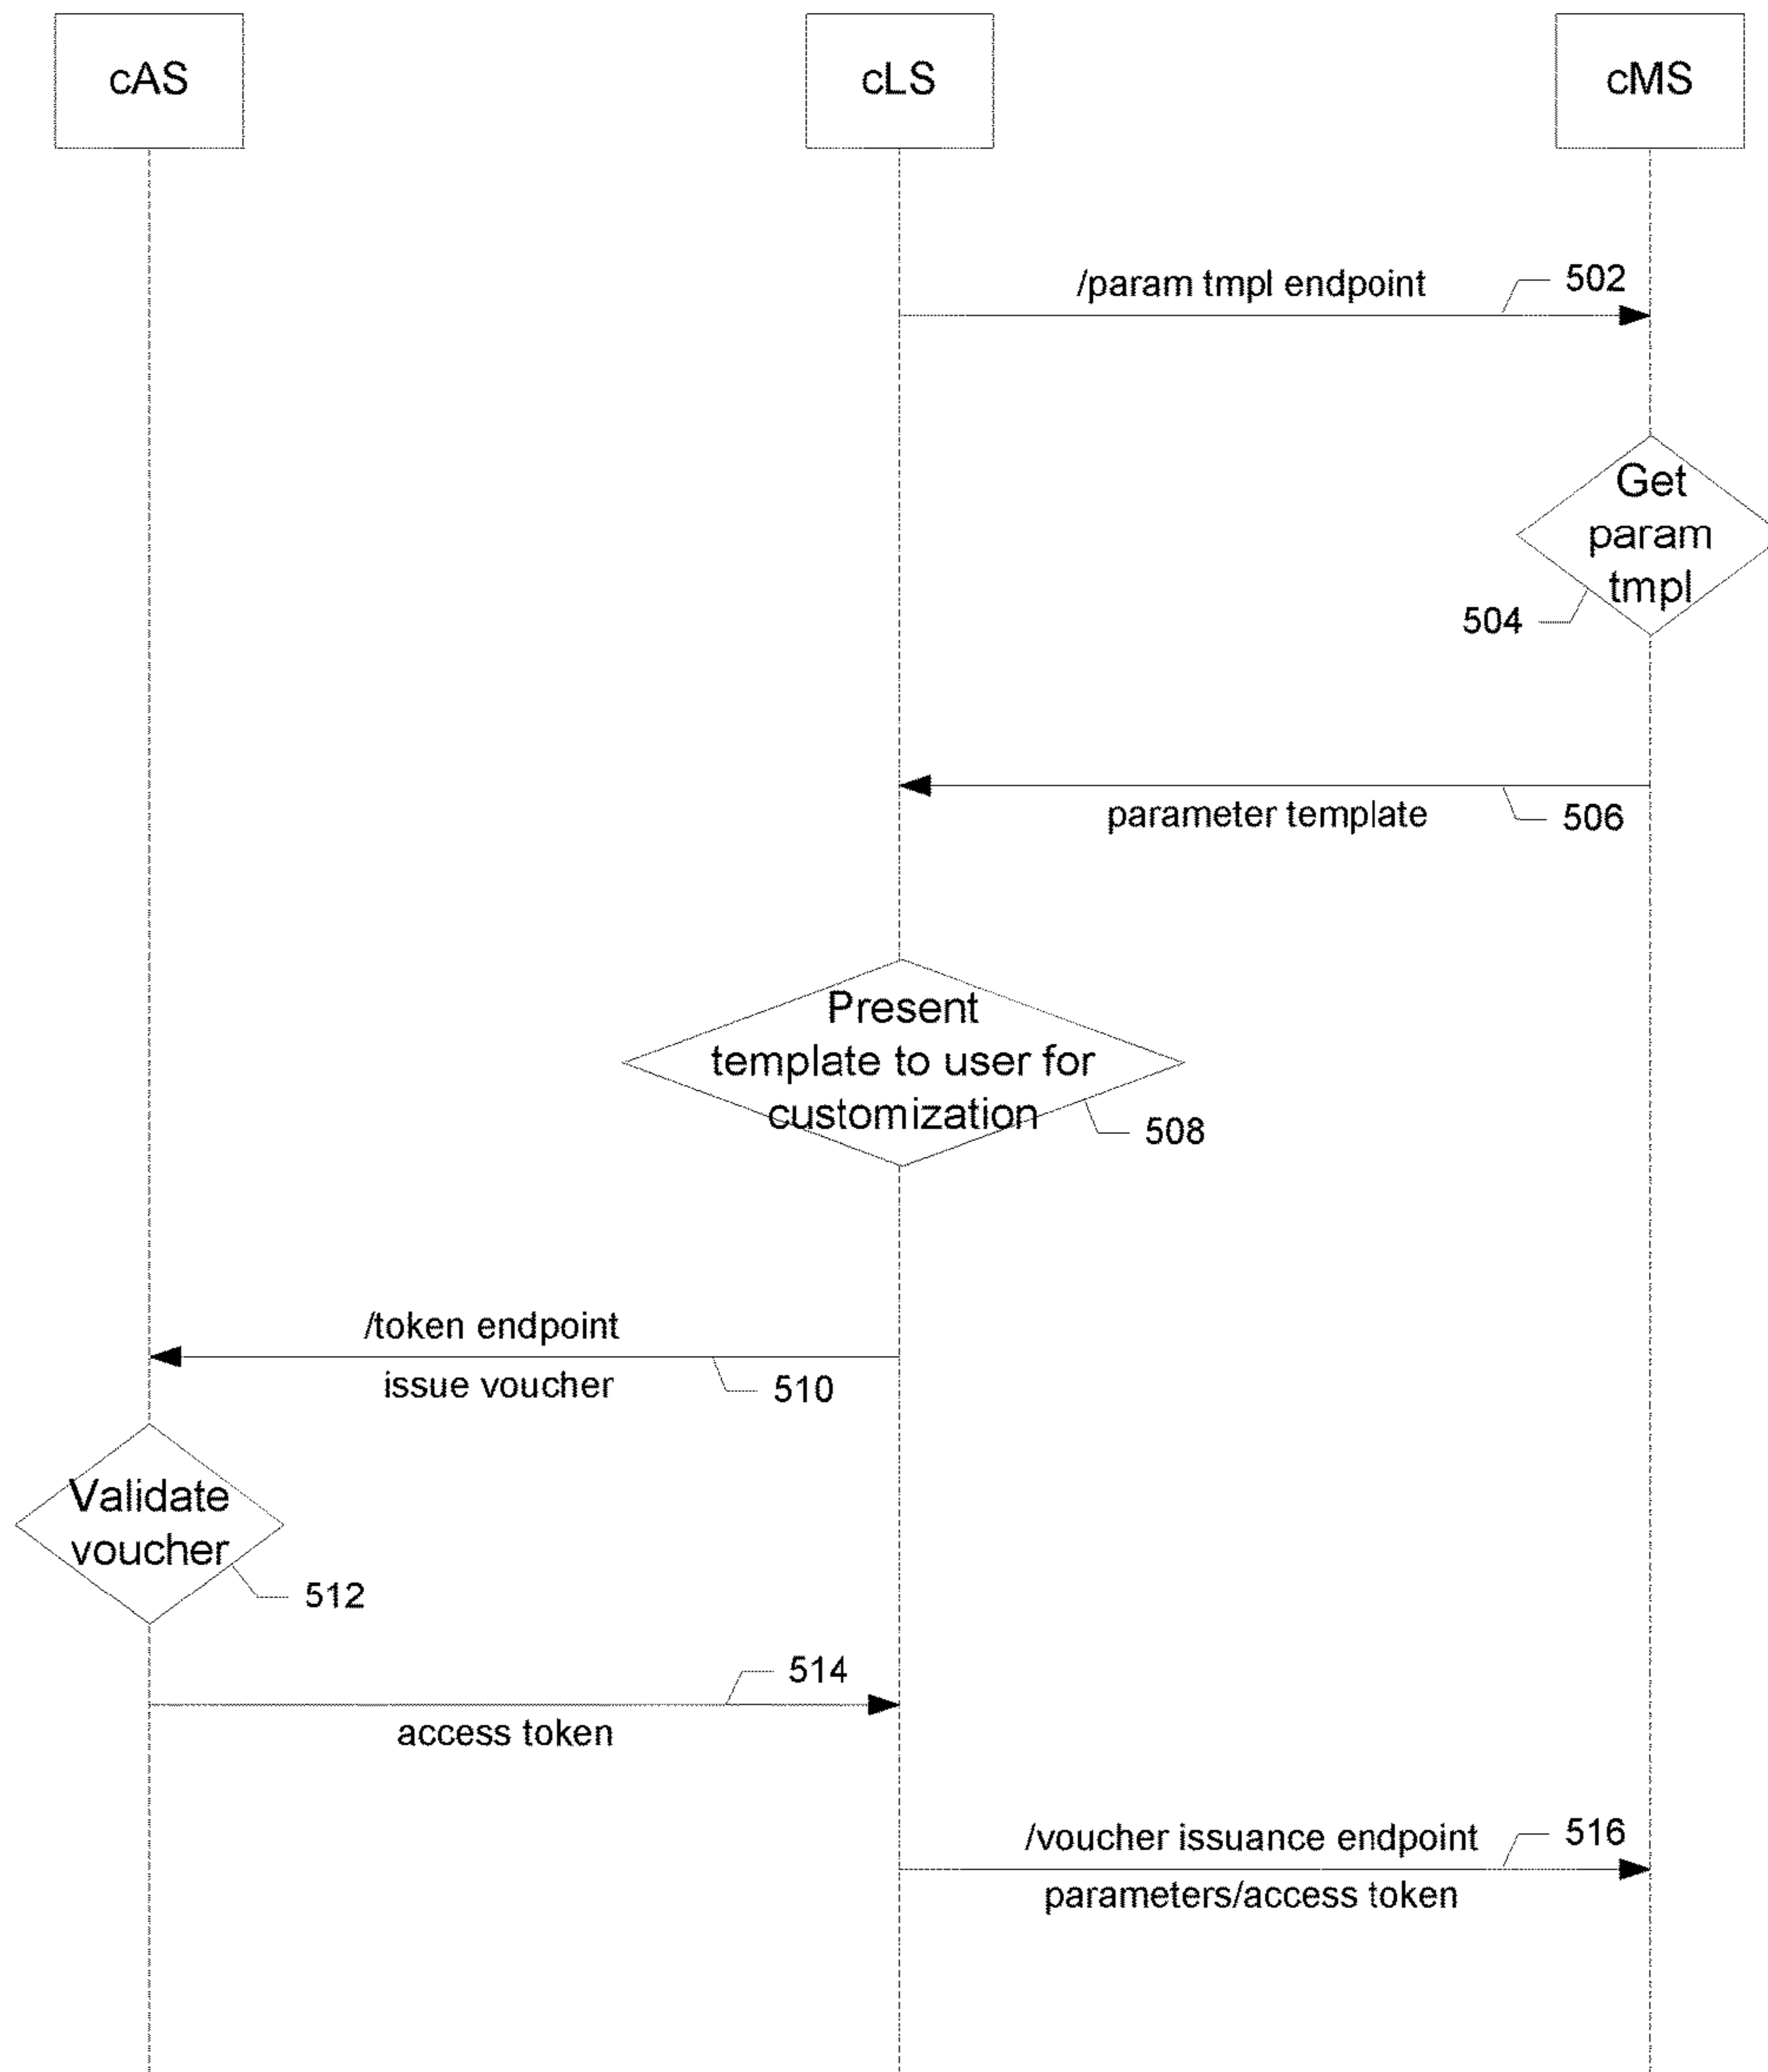 cAS
cLS
cMS
/param tmpl endpoint
502
Get
param
tmpl
504
parameter template
506
Present
template to user for
customization
508
/token endpoint
issue voucher
510
Validate
voucher
512
514
access token
/voucher issuance endpoint
516
parameters/access token